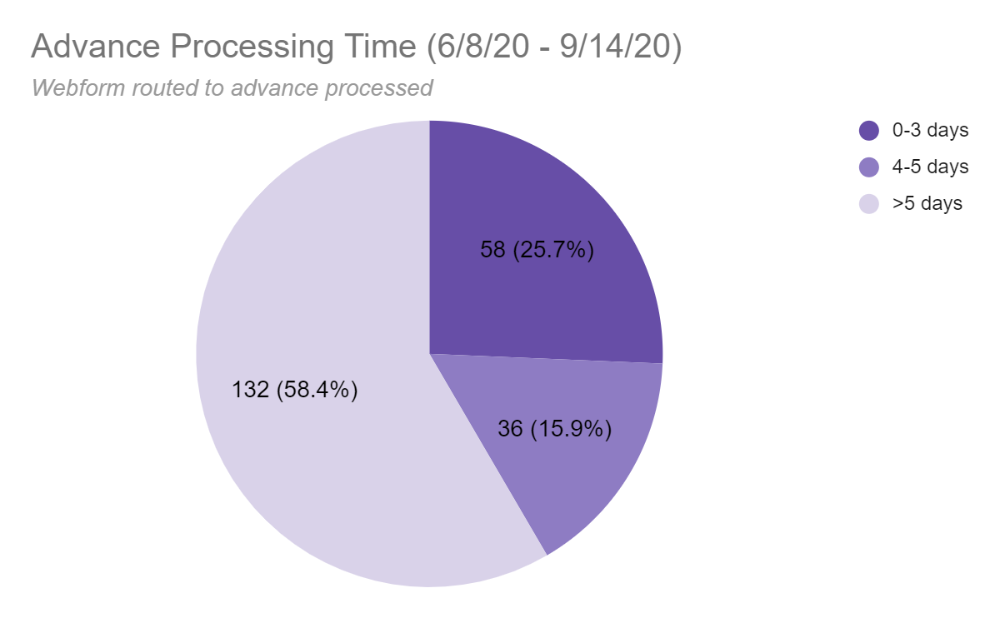 Advance Processing Time (6/8/20 - 9/14/20)
Webform routed to advance processed
0-3 days
4-5 days
>5 days
58 (25.7%)
132 (58.4%)
36 (15.9%)